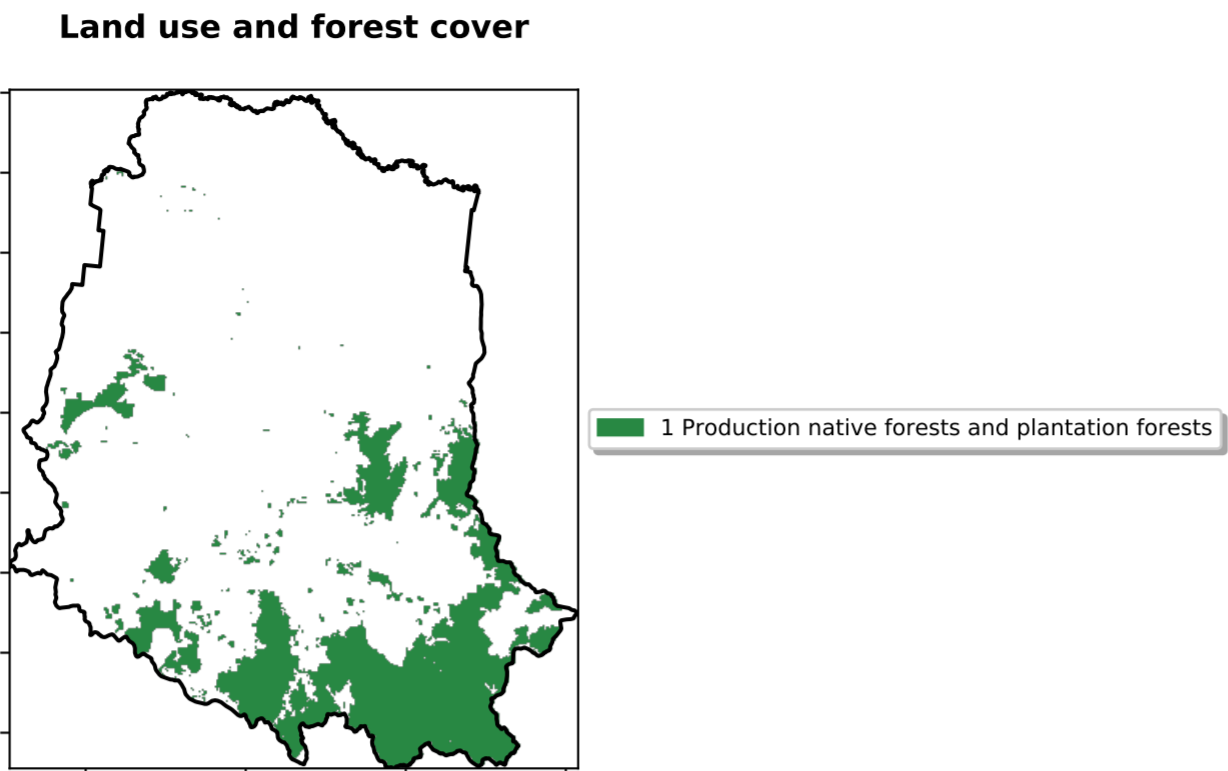 Land use and forest cover
1 Production native forests and plantation forests